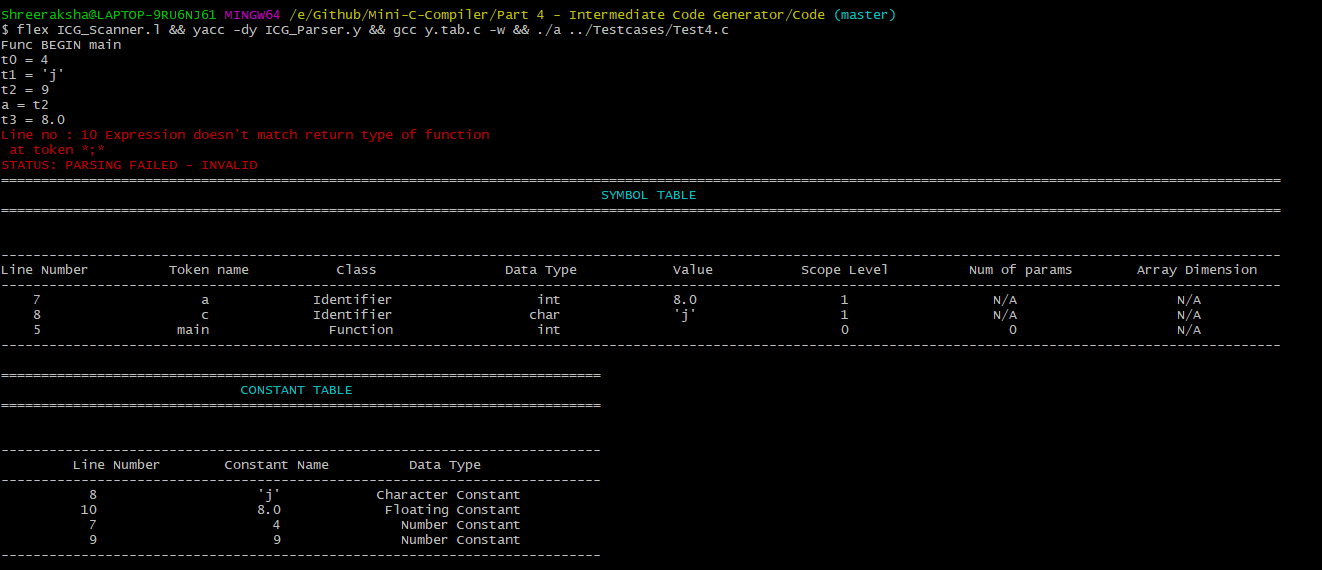 Shreeraksha@LAPTOP-9RU6NJ61 MINGW64 /e/Github/Mini-C-Compiler/Part 4 - Intermediate Code Generator/Code (master)
$ flex ICG_Scanner.l && yacc -dy ICG_Parser.y && gcc y.tab.c -w && ./a ../Testcases/Test4.c
Func BEGIN main
t0 = 4
t1 = 'j'
t2 = 9
a = t2
t3 = 8.0
Line no : 10 Expression doesn't match return type of function
at token *;*
STATUS: PARSING FAILED - INVALID
SYMBOL TABLE
Line Number Token name Class Data Type Value Scope Level Num of params Array Dimension
7 a Identifier int 8.0 1 N/A N/A
8 c Identifier char 'j' 1 N/A N/A
5 main Function int 0 0 N/A
CONSTANT TABLE
Line Number Constant Name Data Type
8 'j' Character Constant
10 8.0 Floating Constant
7 4 Number Constant
9 9 Number Constant